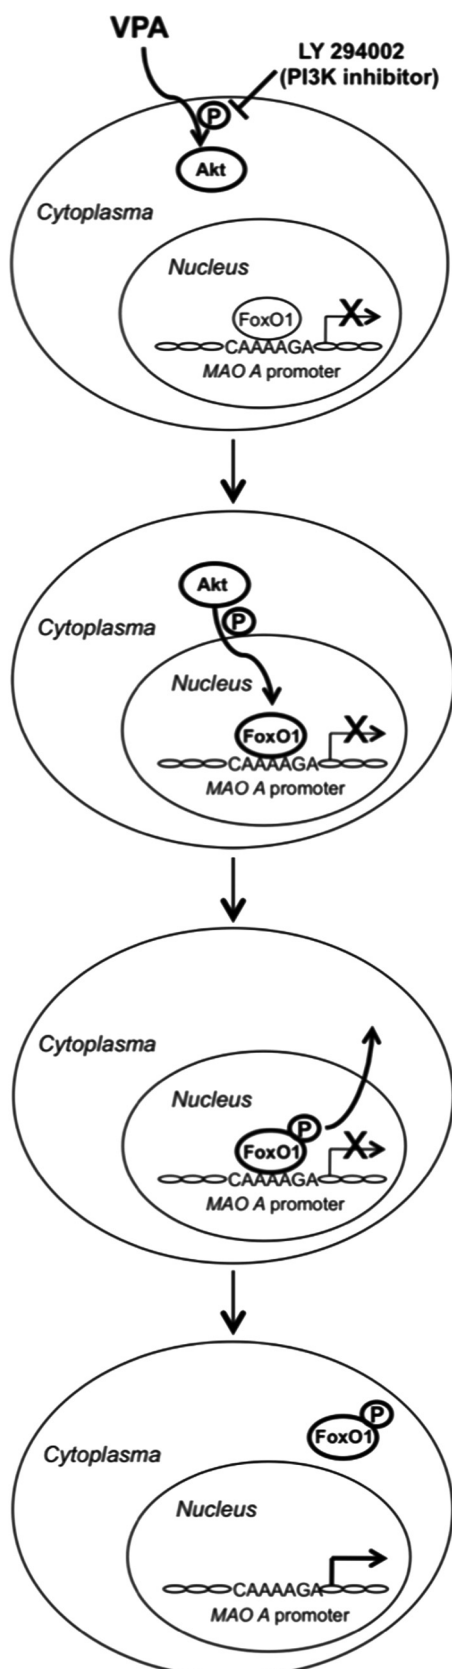 VPA
LY 294002
(PI3K inhibitor)
P
Akt
Cytoplasma
Nucleus
FoxO1
X
CAAAAGA
MAO A promoter
Akt
P
Cytoplasma
Nucleus
FoxO1
X
CAAAAGA
MAO A promoter
Cytoplasma
Nucleus
P
FoxO1
X
CAAAAGA
MAO A promoter
P
FoxO1
Cytoplasma
Nucleus
CAAAAGA
MAO A promoter